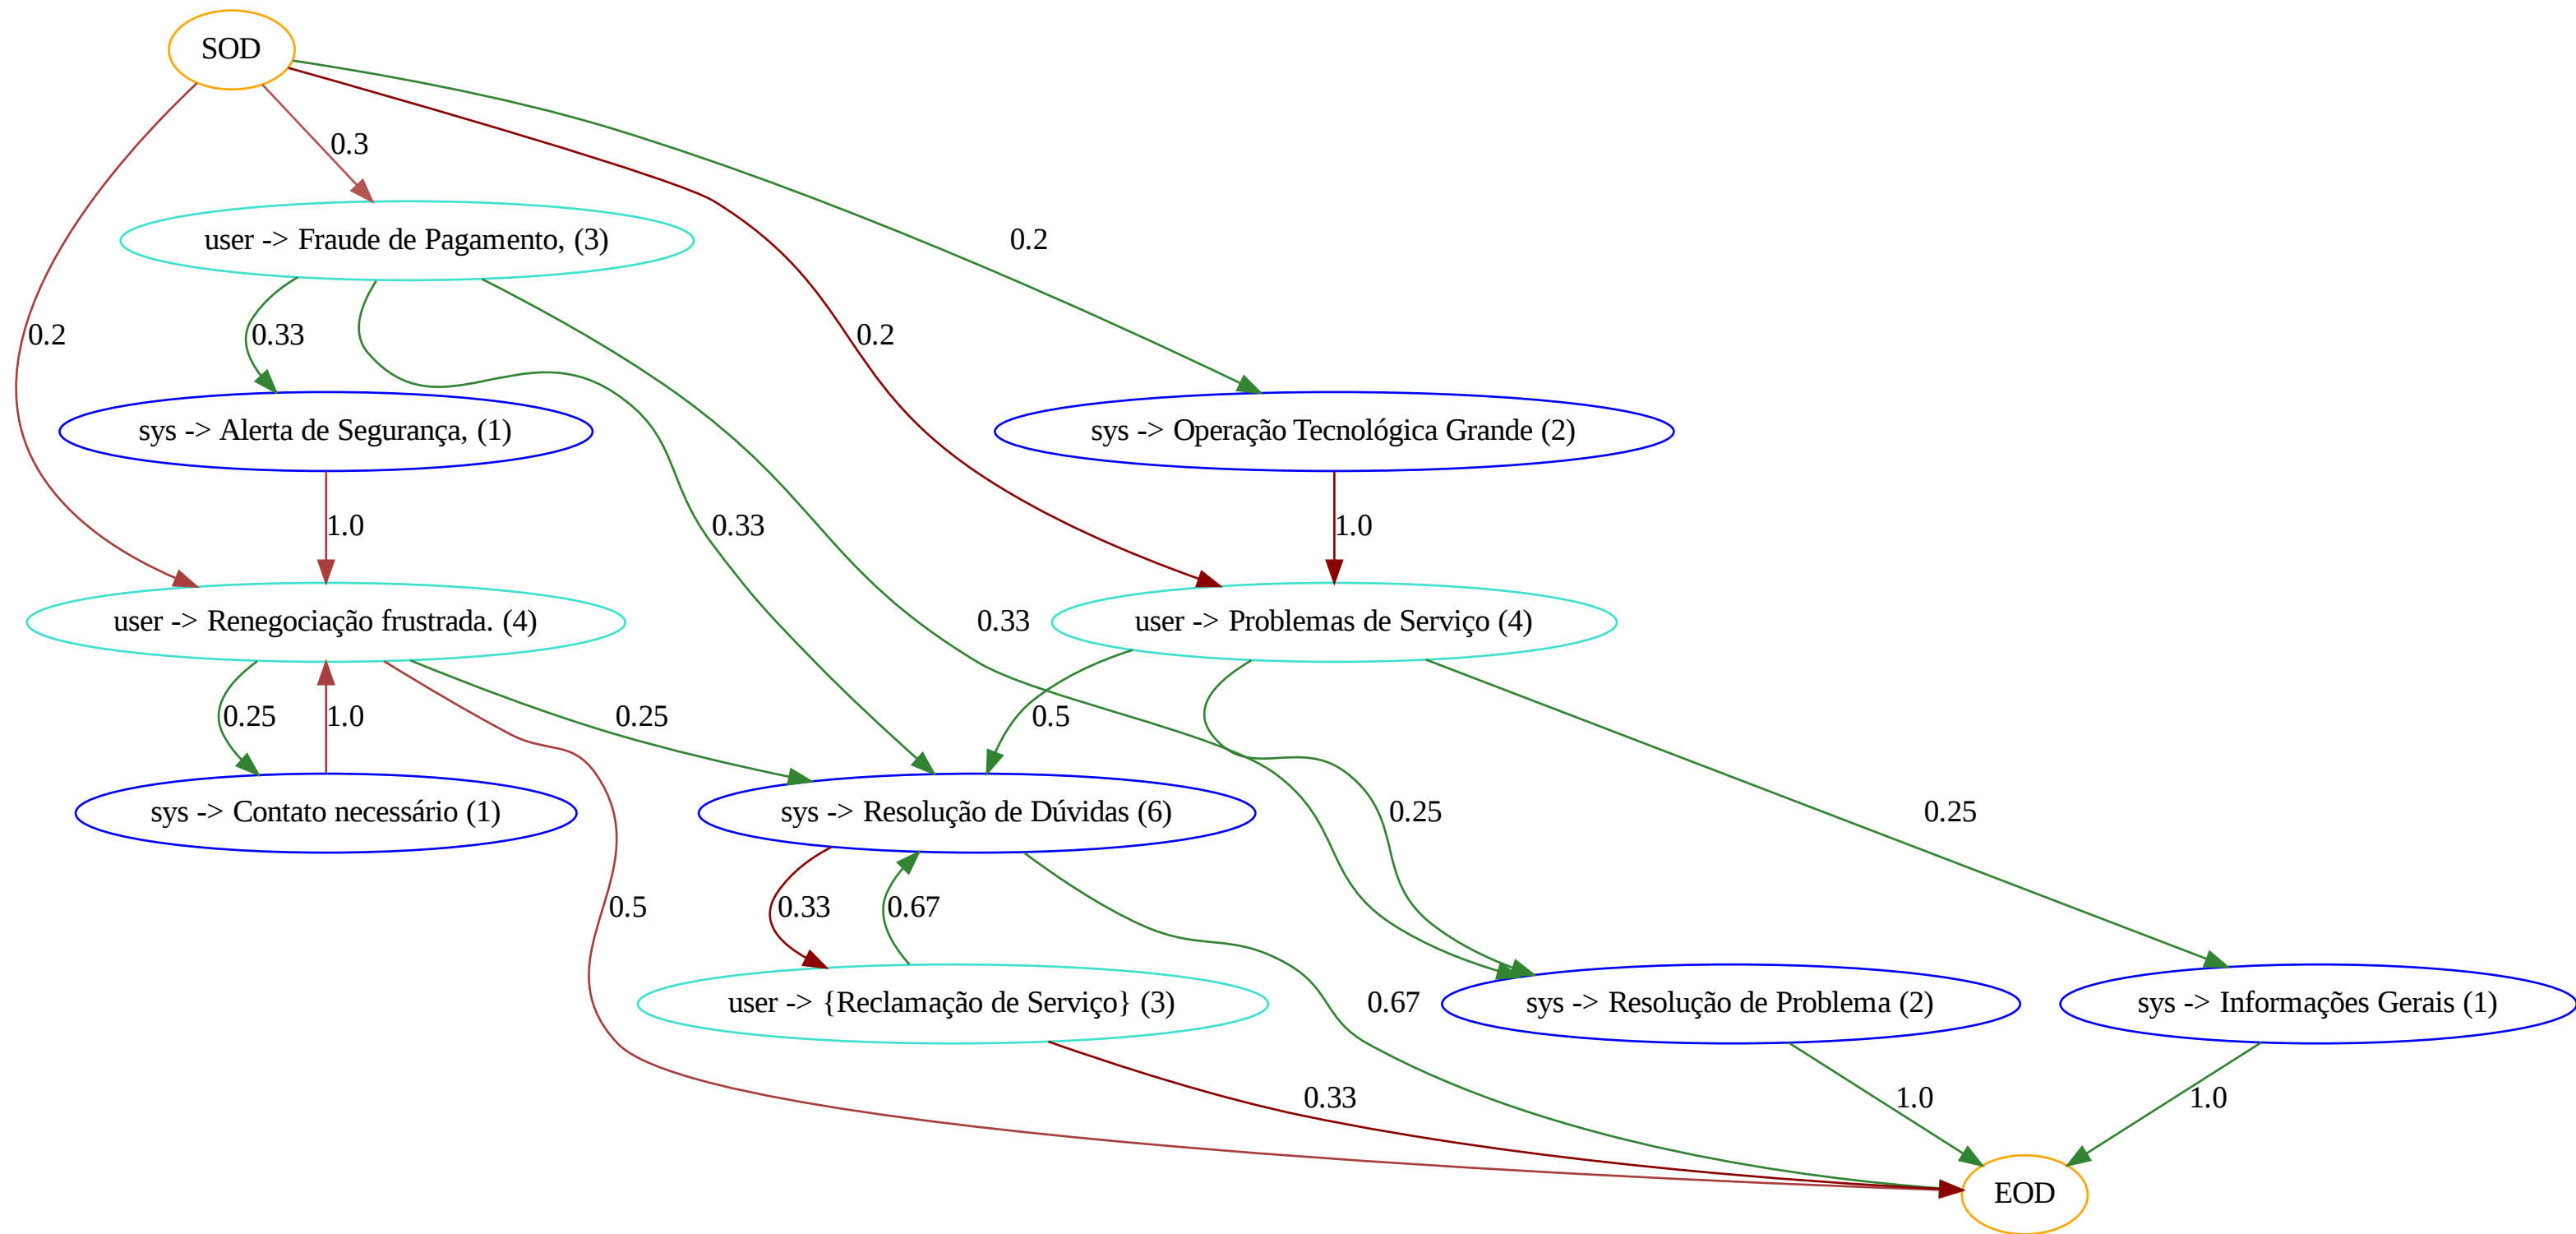 SOD
0.3
user -> Fraude de Pagamento, (3)
0.2
0.2
0.33
0.2
sys -> Alerta de Segurança, (1)
sys -> Operação Tecnológica Grande (2)
1.0
0.33
1.0
user -> Renegociação frustrada. (4)
0.33
user -> Problemas de Serviço (4)
0.25
1.0
0.25
0.5
sys -> Contato necessário (1)
sys -> Resolução de Dúvidas (6)
0.25
0.25
0.5
0.33
0.67
user -> {Reclamação de Serviço} (3)
0.67
sys -> Resolução de Problema (2)
sys -> Informações Gerais (1)
0.33
1.0
1.0
EOD